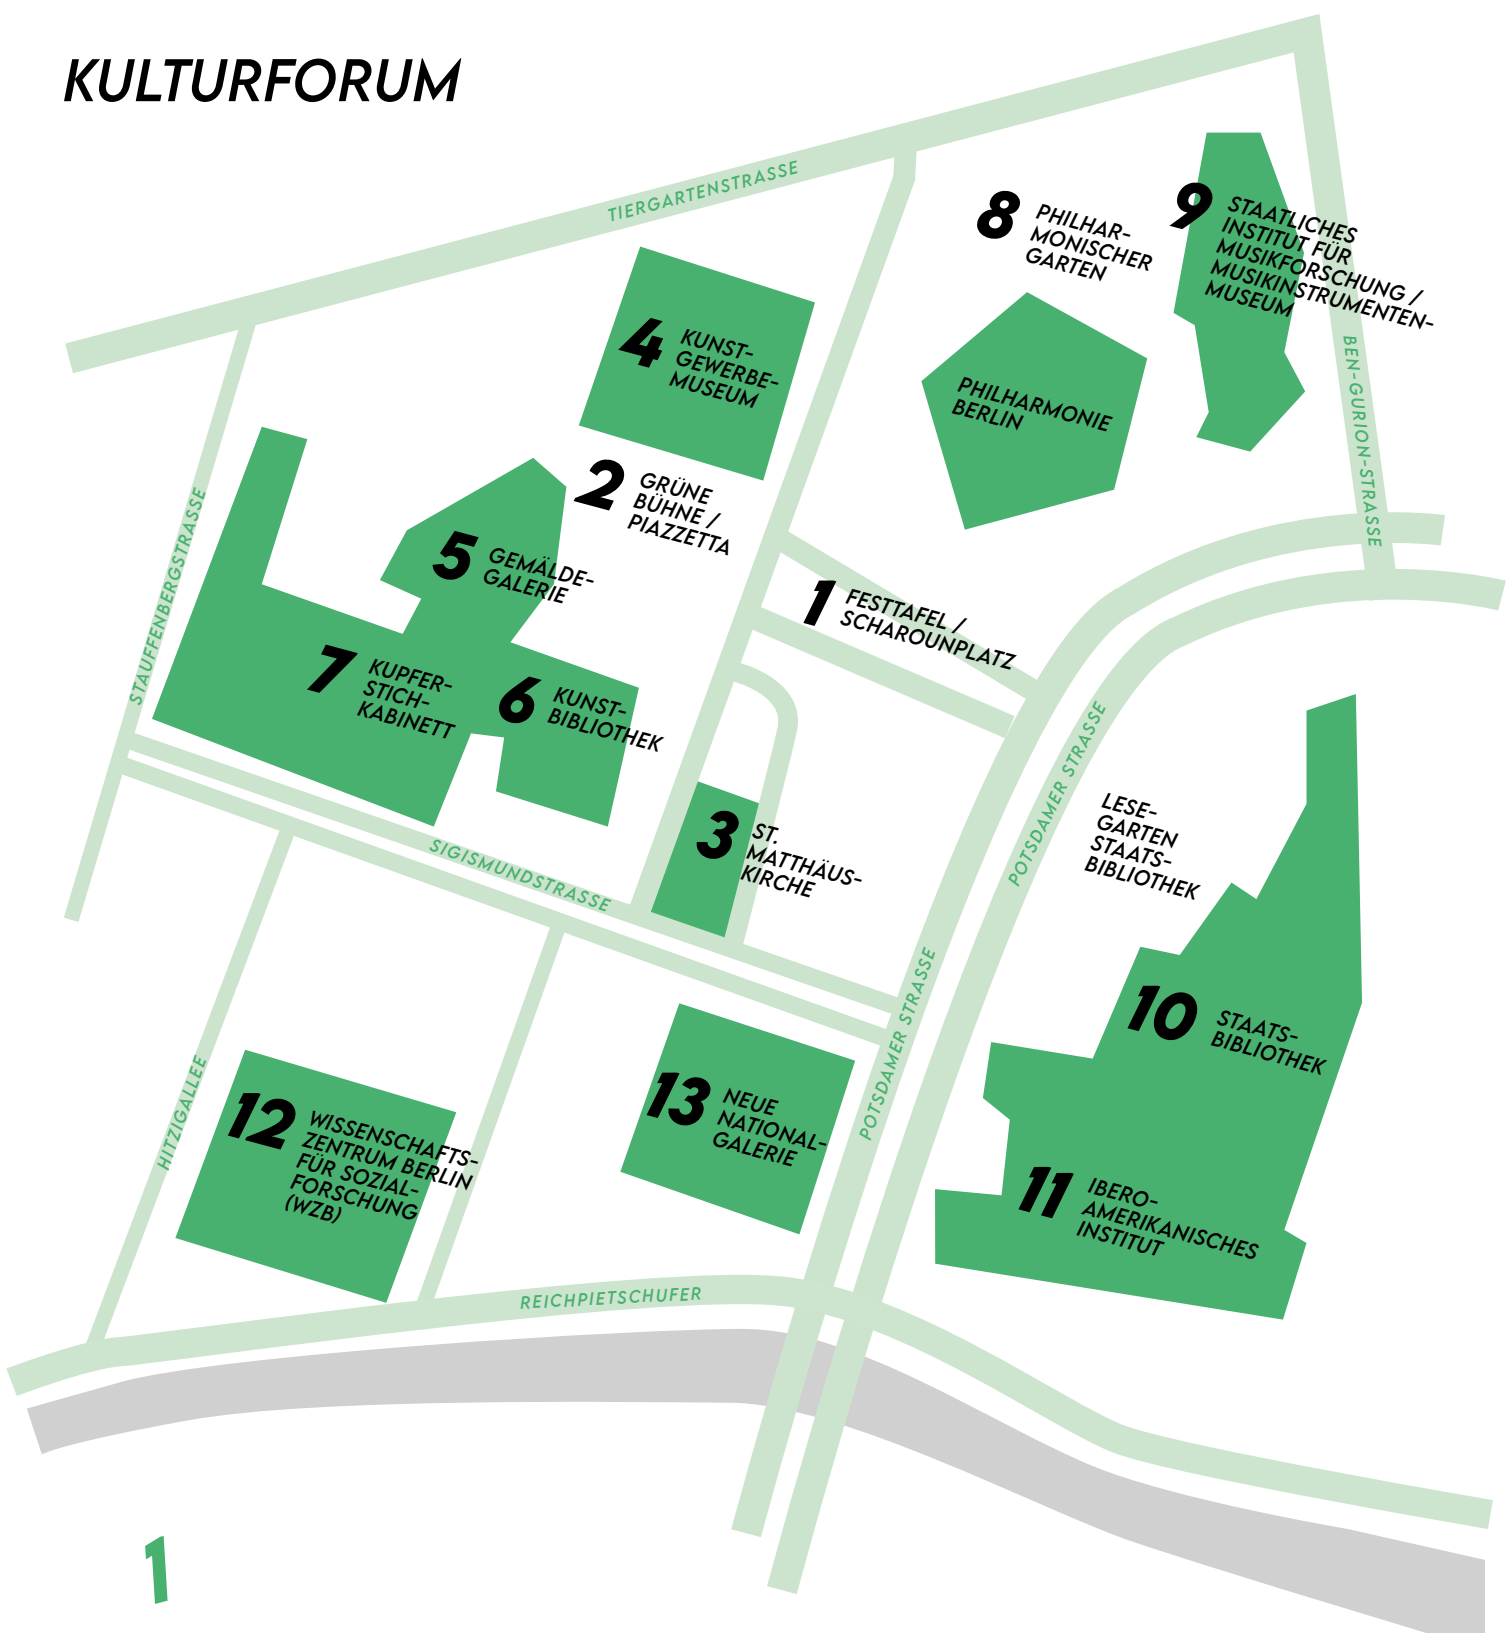 KULTURFORUM
TIERGARTENSTRASSE
8
PHILHAR-
MONISCHER
GARTEN
9
STAATLICHES
INSTITUT FÜR
MUSIKFORSCHUNG /
MUSIKINSTRUMENTEN-
MUSEUM
4
KUNST-
GEWERBE-
MUSEUM
PHILHARMONIE
BERLIN
BEN-GURION-STRASSE
2
GRÜNE
BÜHNE /
PIAZZETTA
5
GEMÄLDE-
GALERIE
STAUFFENBERGSTRASSE
1
FESTTAFEL /
SCHAROUNPLATZ
7
KUPFER-
STICH-
KABINETT
6
KUNST-
BIBLIOTHEK
POTSDAMER STRASSE
3
ST.
MATTHÄUS-
KIRCHE
LESE-
GARTEN
STAATS-
BIBLIOTHEK
SIGISMUNDSTRASSE
POTSDAMER STRASSE
10
STAATS-
BIBLIOTHEK
HITZIGALLEE
12
WISSENSCHAFTS-
ZENTRUM BERLIN
FÜR SOZIAL-
FORSCHUNG
(WZB)
13
NEUE
NATIONAL-
GALERIE
11
IBERO-
AMERIKANISCHES
INSTITUT
REICHPIETSCHUFER
1